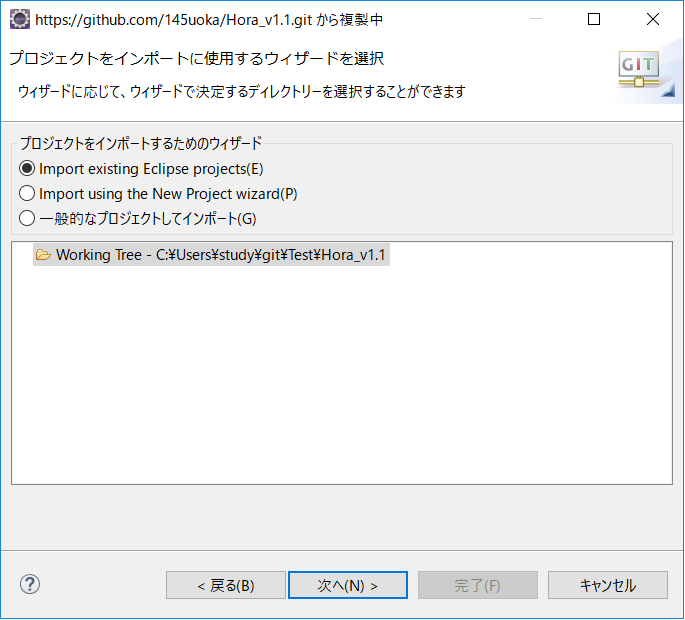 https://github.com/145uoka/Hora_v1.1.git から複製中
プロジェクトをインポートに使用するウィザードを選択
ウィザードに応じて、ウィザードで決定するディレクトリーを選択することができます
GIT
プロジェクトをインポートするためのウィザード
Import existing Eclipse projects(E)
Import using the New Project wizard(P)
一般的なプロジェクトしてインポート(G)
Working Tree - C:¥Users¥study¥git¥Test¥Hora_v1.1
?
< 戻る(B)
次へ(N) >
完了(F)
キャンセル